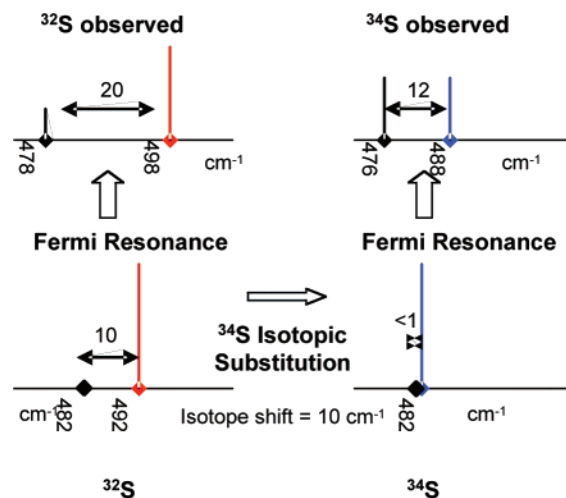 ³²S observed
³⁴S observed
20
12
478
498
cm⁻¹
476
488
cm⁻¹
Fermi Resonance
Fermi Resonance
10
³⁴S Isotopic
Substitution
<1
cm⁻¹
482
492
Isotope shift = 10 cm⁻¹
482
cm⁻¹
³²S
³⁴S